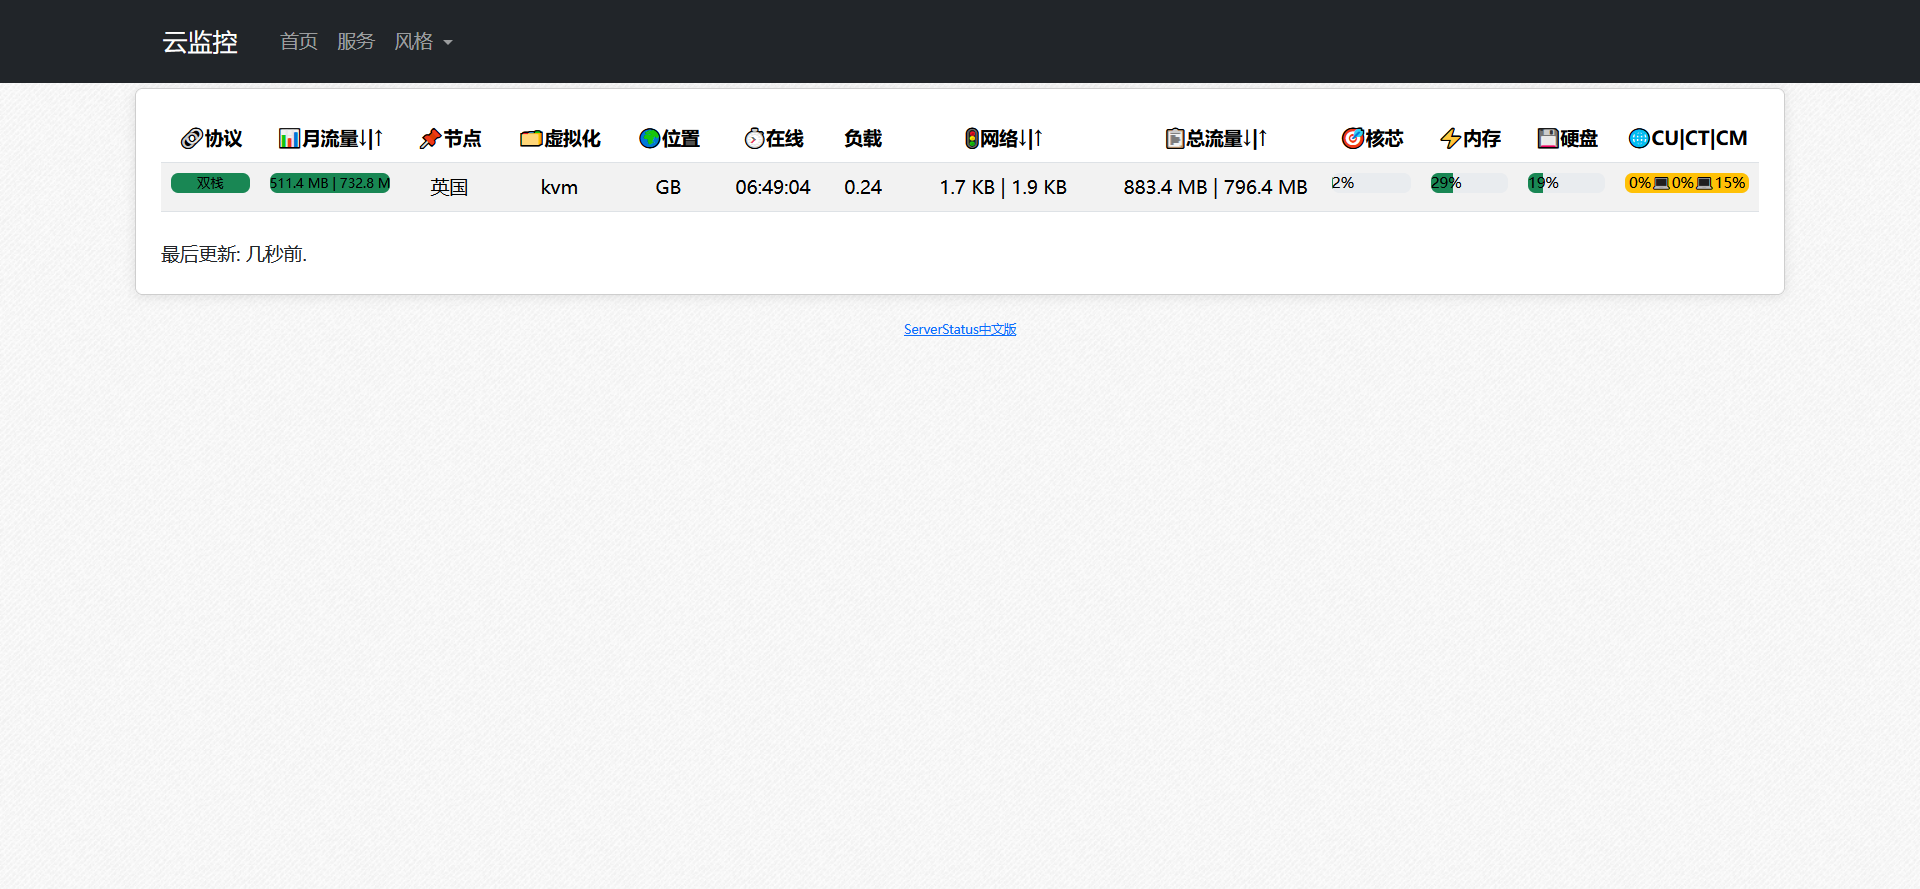 云监控 首页 服务 风格
🔗协议 📊月流量↓|↑ 📌节点 🗂️虚拟化 🌍位置 ⏱️在线 负载 🚦网络↓|↑ 📋总流量↓|↑ 🎯核芯 ⚡内存 💾硬盘 🌐CU|CT|CM
双栈 511.4 MB | 732.8 M 英国 kvm GB 06:49:04 0.24 1.7 KB | 1.9 KB 883.4 MB | 796.4 MB 2% 29% 19% 0%💻0%💻15%
最后更新: 几秒前.
ServerStatus中文版